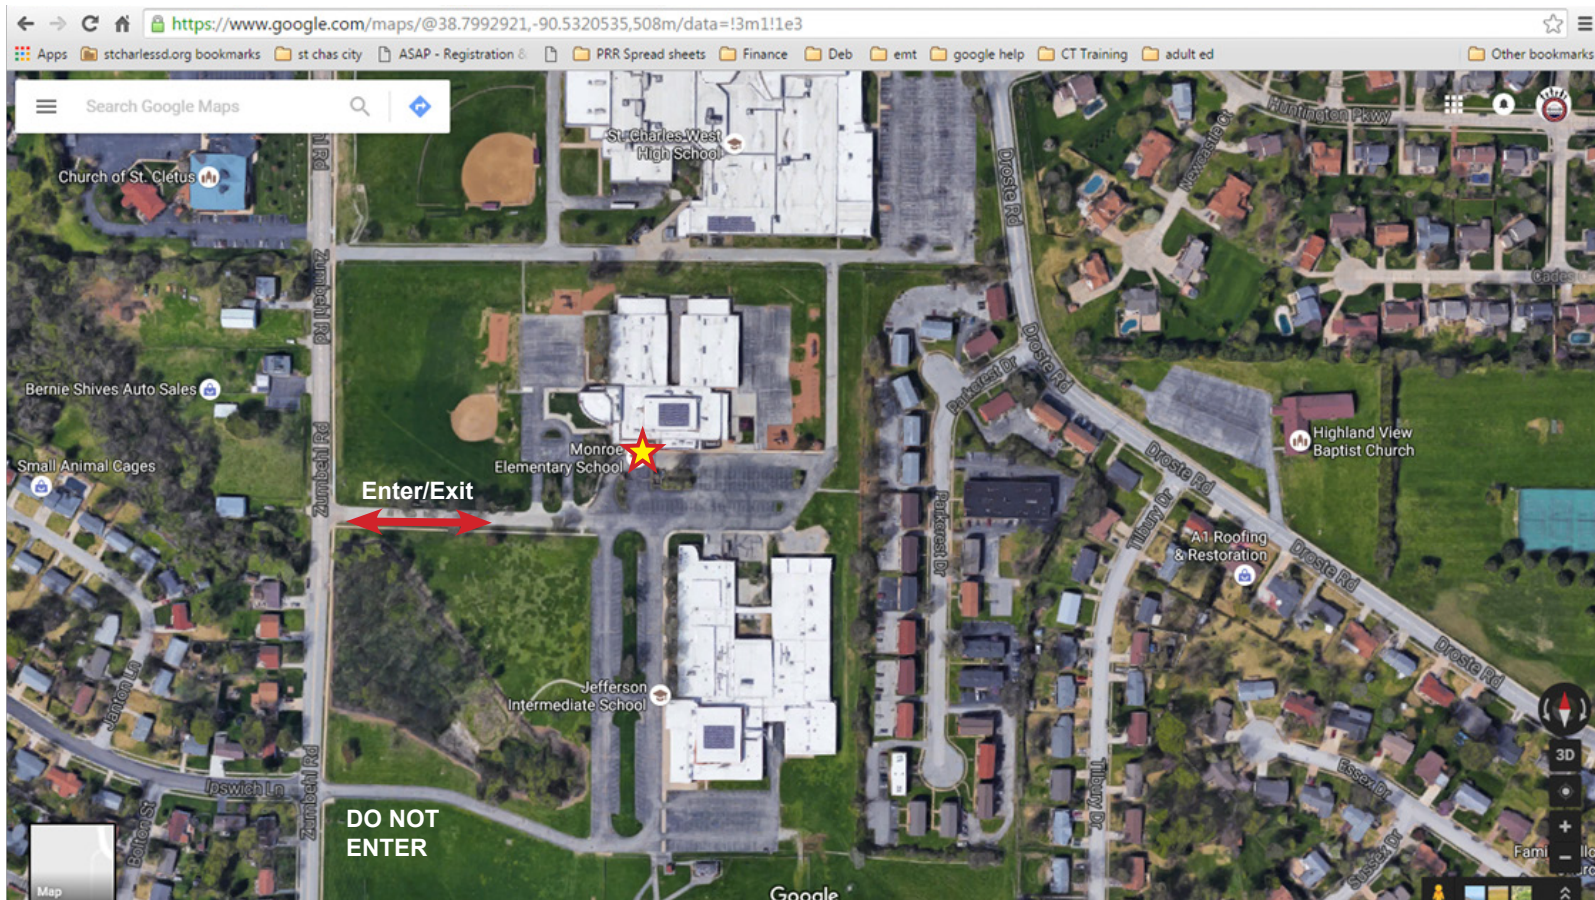 https://www.google.com/maps/@38.7992921,-90.5320535,508m/data=!3m1!1e3
Apps stcharlessd.org bookmarks st chas city ASAP - Registration & PRR Spread sheets Finance Deb emt google help CT Training adult ed Other bookmarks
Search Google Maps
Huntington Pkwy
St. Charles West
High School
Church of St. Cletus
Newcastle Ct
Droste Rd
Zumbehl Rd
Cades
Droste Rd
Parkcrest Dr
Bernie Shives Auto Sales
Monroe
Elementary School
Highland View
Baptist Church
Small Animal Cages
Zumbehl Rd
Enter/Exit
Droste Rd
Tilbury Dr
Parkcrest Dr
A1 Roofing
& Restoration
Droste Rd
Droste Rd
Janton Ln
Jefferson
Intermediate School
Ipswich Ln
Zumbehl Rd
Bolton St
DO NOT
ENTER
Tilbury Dr
Essex Dr
Sussex Dr
3D
Map
Google